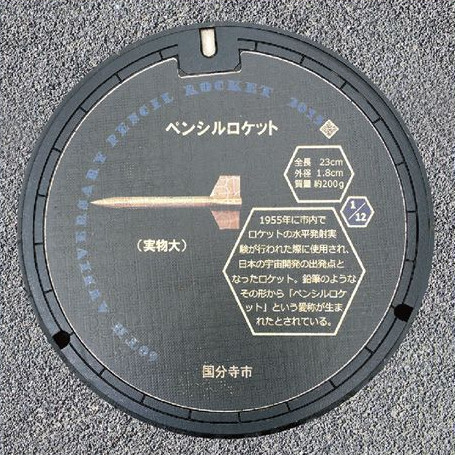 60TH ANNIVERSARY PENCIL ROCKET 2015
ペンシルロケット
全長 23cm
外径 1.8cm
質量 約200g
1/12
(実物大)
1955年に市内で
ロケットの水平発射実
験が行われた際に使用され、
日本の宇宙開発の出発点と
なったロケット。鉛筆のような
その形から「ペンシルロケ
ット」という愛称が生ま
れたとされている。
国分寺市